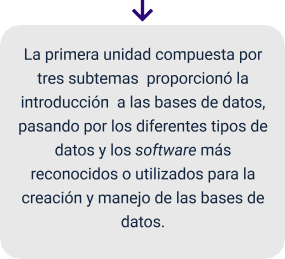 La primera unidad compuesta por
tres subtemas  proporcionó la
introducción  a las bases de datos,
pasando por los diferentes tipos de
datos y los software más
reconocidos o utilizados para la
creación y manejo de las bases de
datos.